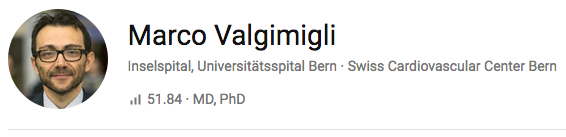 Marco Valgimigli
Inselspital, Universitätsspital Bern · Swiss Cardiovascular Center Bern
51.84 · MD, PhD